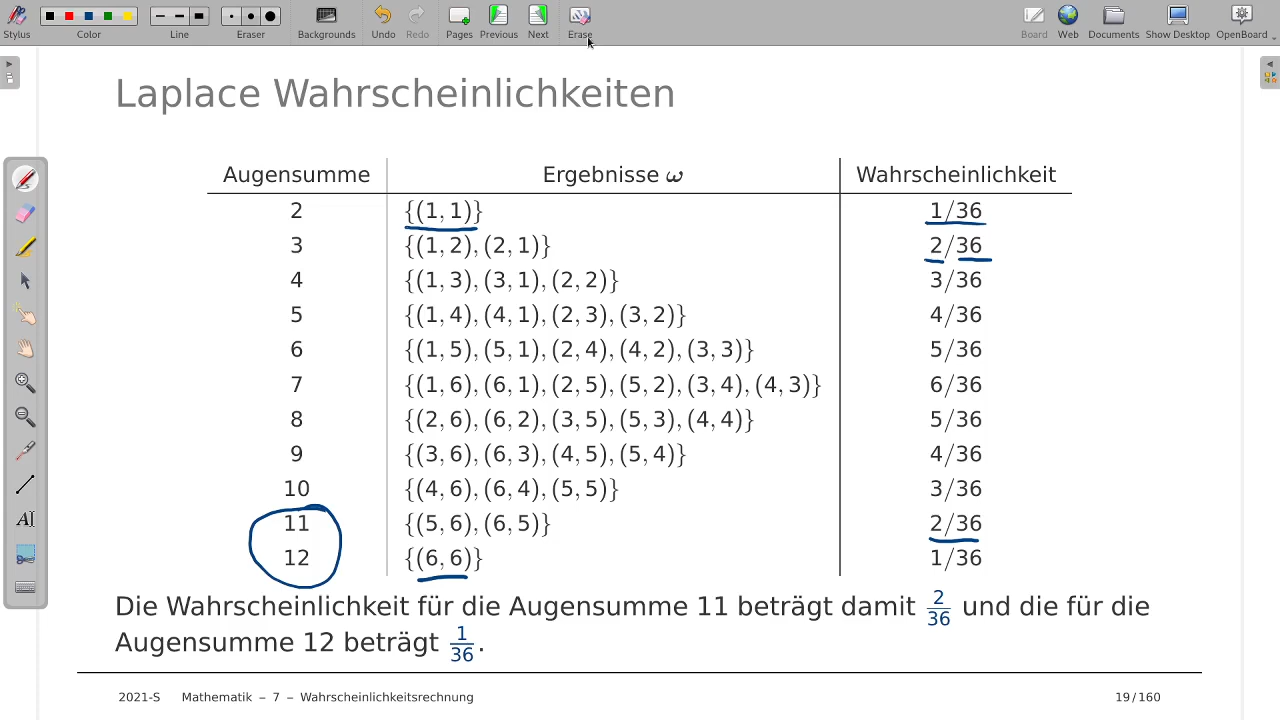 Stylus Color Line Eraser Backgrounds Undo Redo Pages Previous Next Erase Board Web Documents Show Desktop OpenBoard
Laplace Wahrscheinlichkeiten
Augensumme Ergebnisse ω Wahrscheinlichkeit
2 {(1, 1)} 1/36
3 {(1, 2), (2, 1)} 2/36
4 {(1, 3), (3, 1), (2, 2)} 3/36
5 {(1, 4), (4, 1), (2, 3), (3, 2)} 4/36
6 {(1, 5), (5, 1), (2, 4), (4, 2), (3, 3)} 5/36
7 {(1, 6), (6, 1), (2, 5), (5, 2), (3, 4), (4, 3)} 6/36
8 {(2, 6), (6, 2), (3, 5), (5, 3), (4, 4)} 5/36
9 {(3, 6), (6, 3), (4, 5), (5, 4)} 4/36
10 {(4, 6), (6, 4), (5, 5)} 3/36
11 {(5, 6), (6, 5)} 2/36
12 {(6, 6)} 1/36
Die Wahrscheinlichkeit für die Augensumme 11 beträgt damit 2/36 und die für die
Augensumme 12 beträgt 1/36.
2021-S Mathematik – 7 – Wahrscheinlichkeitsrechnung 19/160